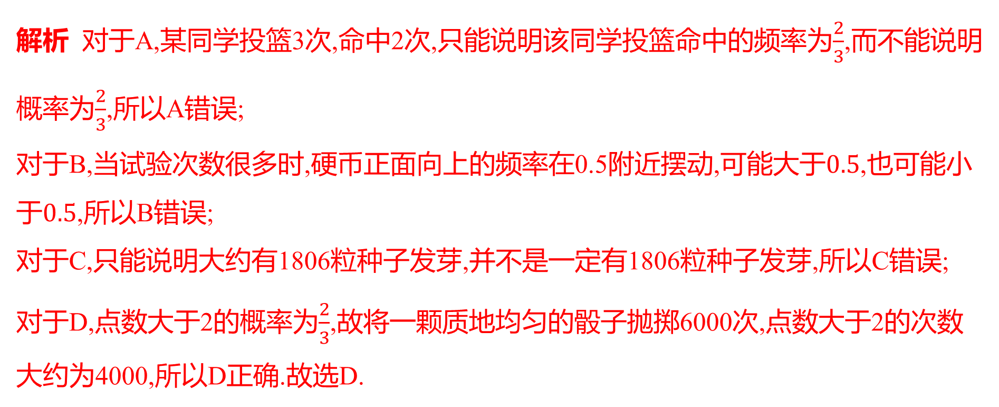 解析 对于A,某同学投篮3次,命中2次,只能说明该同学投篮命中的频率为2/3,而不能说明
概率为2/3,所以A错误;
对于B,当试验次数很多时,硬币正面向上的频率在0.5附近摆动,可能大于0.5,也可能小
于0.5,所以B错误;
对于C,只能说明大约有1806粒种子发芽,并不是一定有1806粒种子发芽,所以C错误;
对于D,点数大于2的概率为2/3,故将一颗质地均匀的骰子抛掷6000次,点数大于2的次数
大约为4000,所以D正确.故选D.